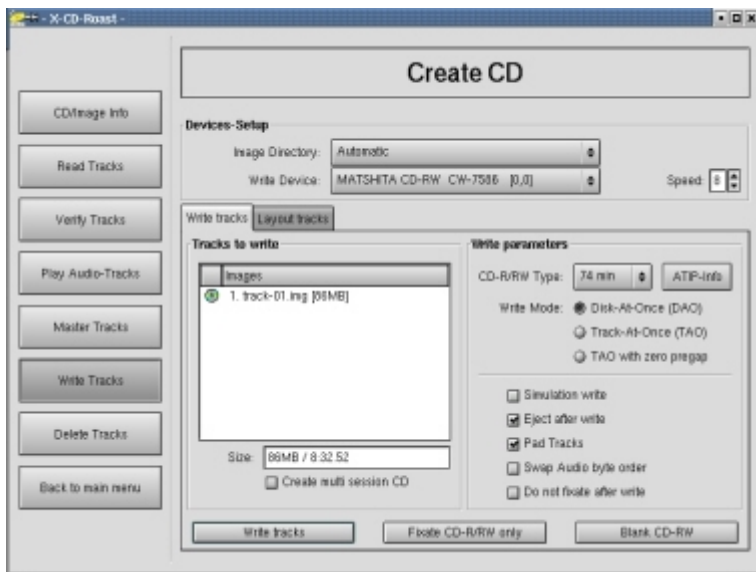 - X-CD-Roast -
Create CD
CD/Image Info
Read Tracks
Verify Tracks
Play Audio-Tracks
Master Tracks
Write Tracks
Delete Tracks
Back to main menu
Devices-Setup
Image Directory: Automatic
Write Device: MATSHITA CD-RW CW-7586 [0,0] Speed: 8
Write tracks Layout tracks
Tracks to write
Images
1. track-01.img [86MB]
Size: 86MB / 8:32.52
Create multi session CD
Write parameters
CD-R/RW Type: 74 min ATIP-Info
Write Mode: Disk-At-Once (DAO)
Track-At-Once (TAO)
TAO with zero pregap
Simulation write
Eject after write
Pad Tracks
Swap Audio byte order
Do not fixate after write
Write tracks Fixate CD-R/RW only Blank CD-RW